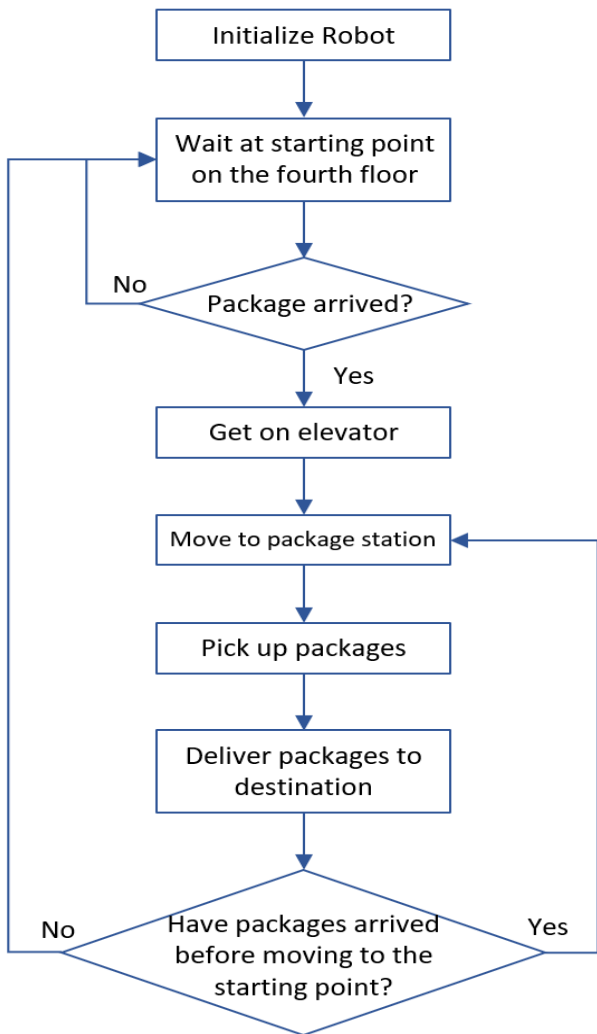 Initialize Robot
Wait at starting point
on the fourth floor
No
Package arrived?
Yes
Get on elevator
Move to package station
Pick up packages
Deliver packages to
destination
No
Have packages arrived
before moving to the
starting point?
Yes